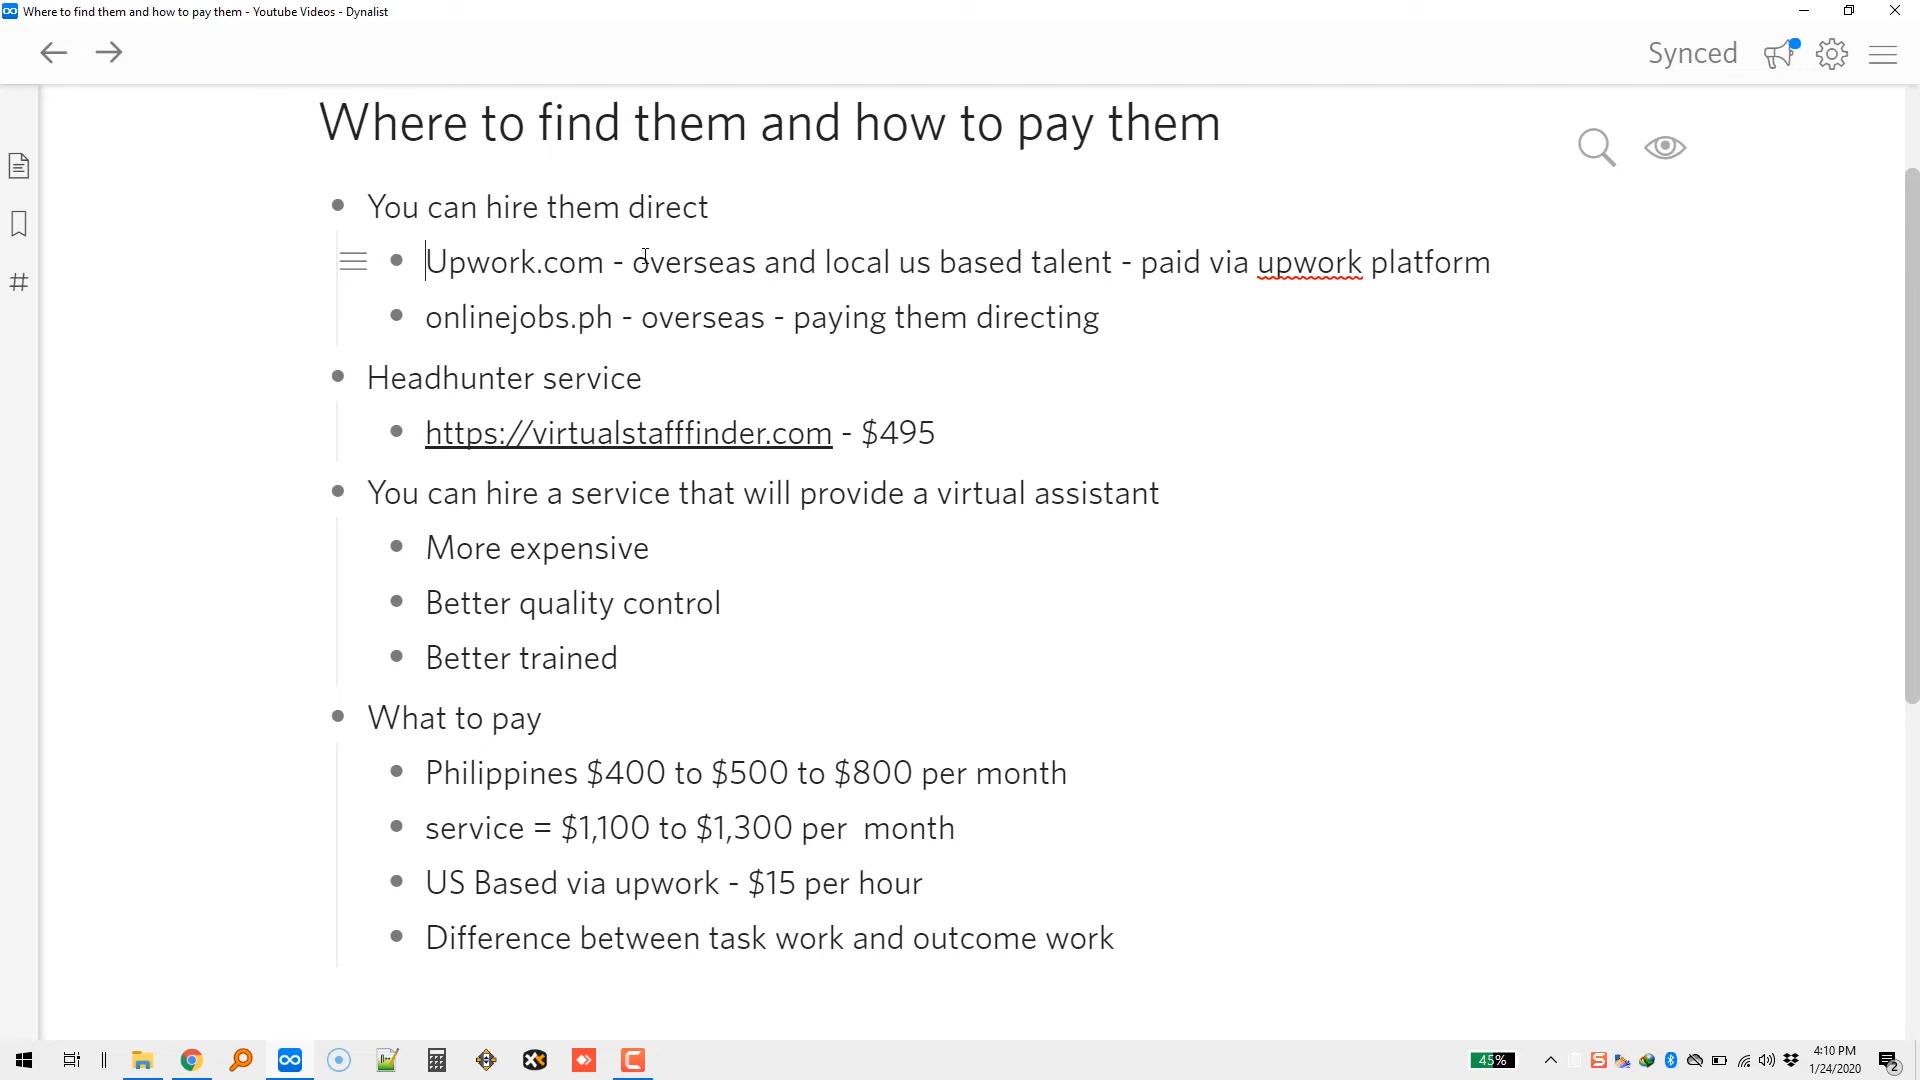 Where to find them and how to pay them - Youtube Videos - Dynalist
Synced
Where to find them and how to pay them
You can hire them direct
Upwork.com - overseas and local us based talent - paid via upwork platform
onlinejobs.ph - overseas - paying them directing
Headhunter service
https://virtualstafffinder.com - $495
You can hire a service that will provide a virtual assistant
More expensive
Better quality control
Better trained
What to pay
Philippines $400 to $500 to $800 per month
service = $1,100 to $1,300 per  month
US Based via upwork - $15 per hour
Difference between task work and outcome work
45%
4:10 PM
1/24/2020
2